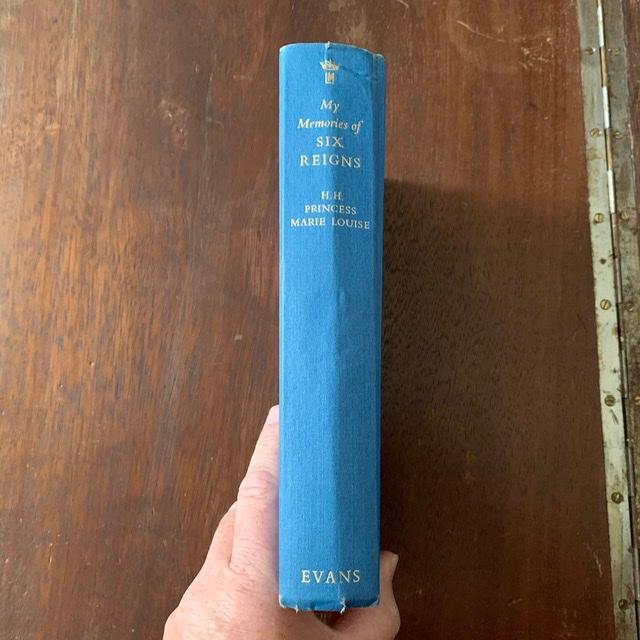 My
Memories of
SIX
REIGNS
H.H.
PRINCESS
MARIE LOUISE
EVANS